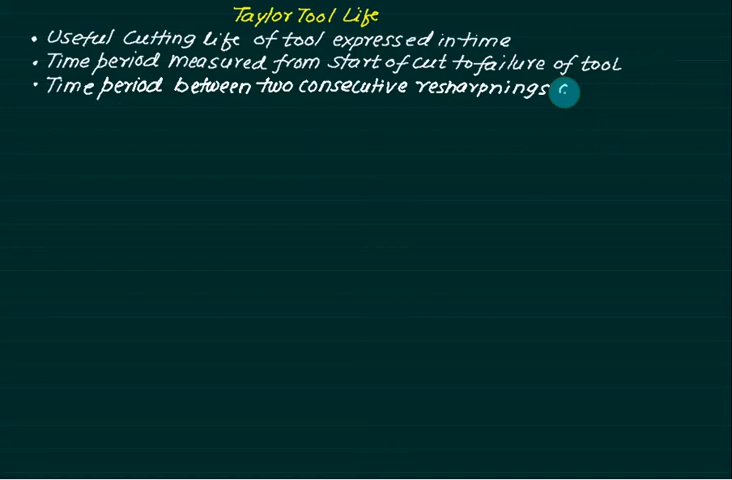 Taylor Tool Life
• Useful Cutting life of tool expressed in time
• Time period measured from start of cut to failure of tool
• Time period between two consecutive resharpnings